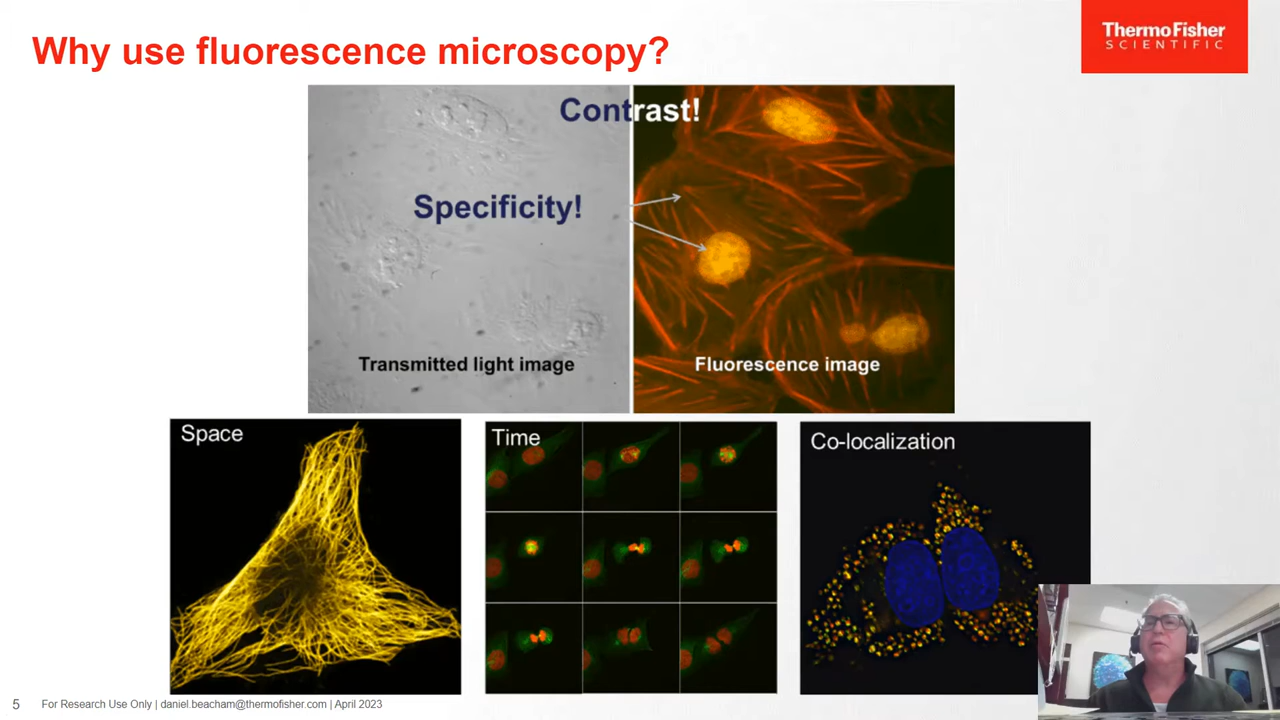 Why use fluorescence microscopy?
ThermoFisher
SCIENTIFIC
Contrast!
Specificity!
Transmitted light image
Fluorescence image
Space
Time
Co-localization
5 For Research Use Only | daniel.beacham@thermofisher.com | April 2023